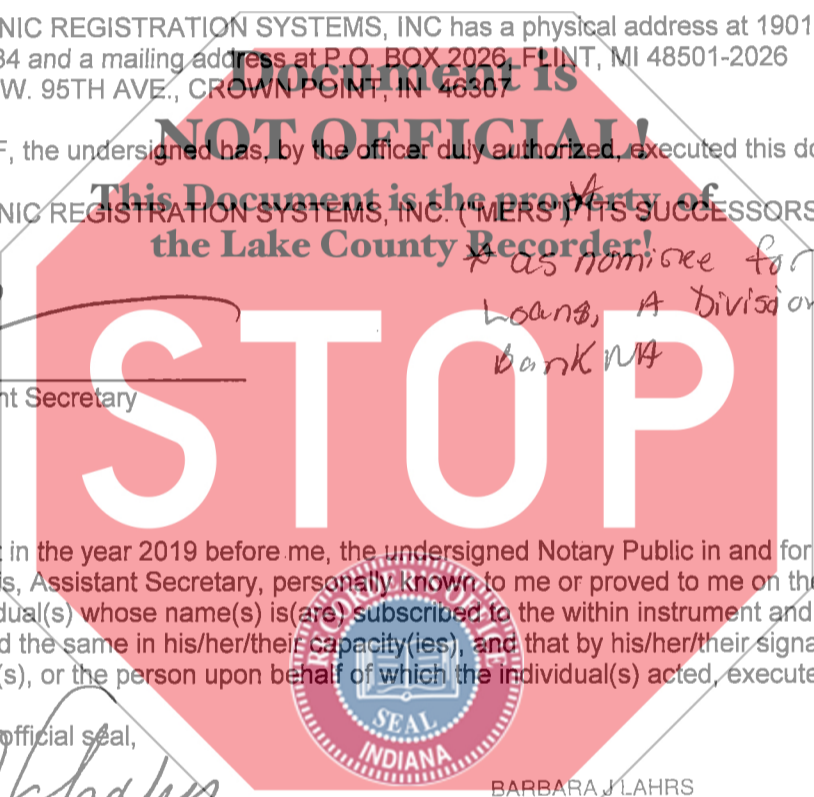 NIC REGISTRATION SYSTEMS, INC has a physical address at 1901
34 and a mailing address at P.O. BOX 2026, FLINT, MI 48501-2026
Document is
W. 95TH AVE., CROWN POINT, IN 46307
NOT OFFICIAL!
F, the undersigned has, by the officer duly authorized, executed this do
This Document is the property of
NIC REGISTRATION SYSTEMS, INC. ("MERS")* ITS SUCCESSORS
the Lake County Recorder!
* as nominee for
Loans, A Division
Bank NA
STOP
nt Secretary
in the year 2019 before me, the undersigned Notary Public in and for
is, Assistant Secretary, personally known to me or proved to me on the
dual(s) whose name(s) is(are) subscribed to the within instrument and
d the same in his/her/their capacity(ies), and that by his/her/their signa
(s), or the person upon behalf of which the individual(s) acted, execute
RECORDER'S OFFICE
SEAL
INDIANA
official seal,
BARBARA J LAHRS